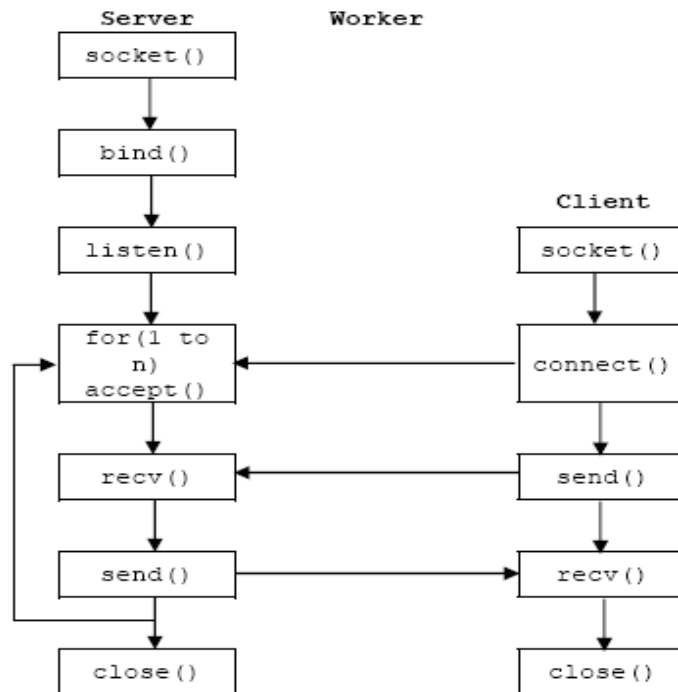 Server
Worker
socket()
bind()
listen()
for(1 to
n)
accept()
recv()
send()
close()
Client
socket()
connect()
send()
recv()
close()